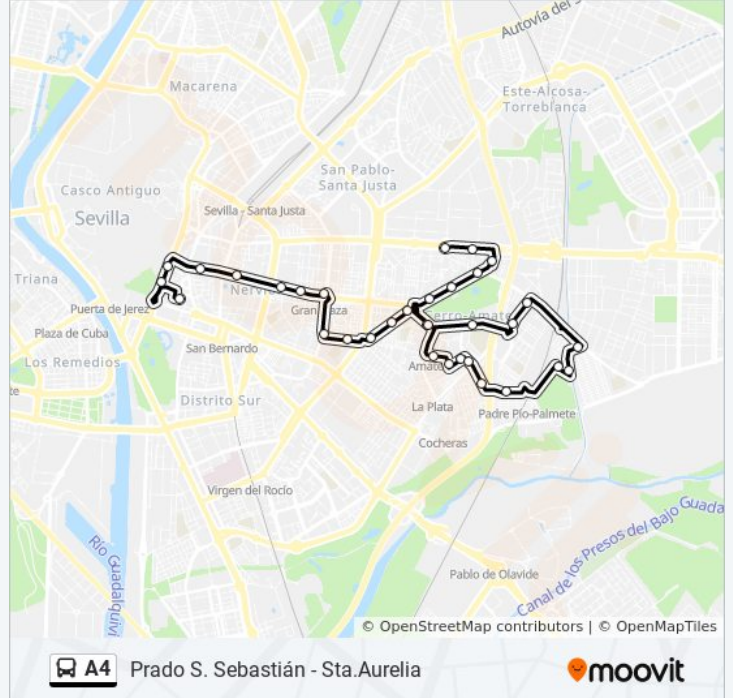 Autovía del S
Macarena
Este-Alcosa-
Torreblanca
San Pablo-
Santa Justa
Casco Antiguo
Sevilla
Sevilla - Santa Justa
Triana
Nervi
Puerta de Jerez
Gran Plaza
Cerro-Amate
Plaza de Cuba
San Bernardo
Los Remedios
Amate
te
Distrito Sur
La Plata
Padre Pío-Palmete
Cocheras
Virgen del Rocío
Río Guadalquivi
Canal de los Presos del Bajo Guada
Pablo de Olavide
© OpenStreetMap contributors | © OpenMapTiles
A4 Prado S. Sebastián - Sta.Aurelia
moovit